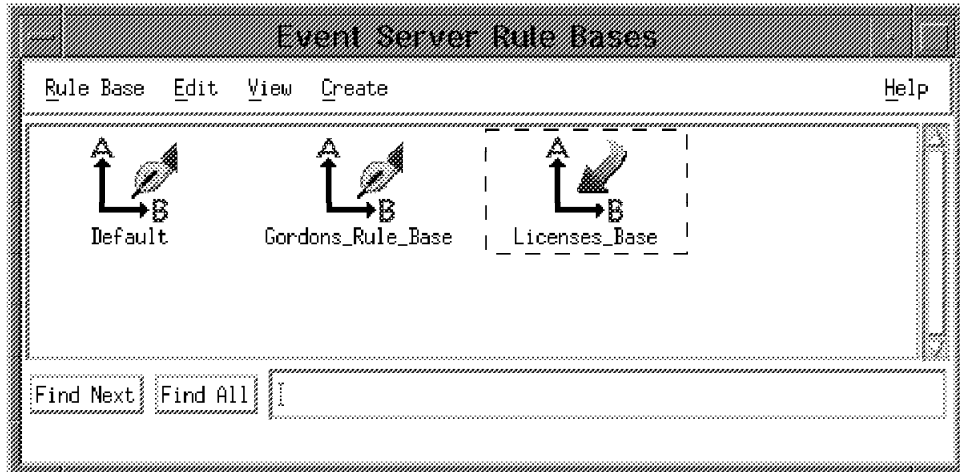 Event Server Rule Bases
Rule Base Edit View Create Help
A A A
B B B
Default Gordons_Rule_Base Licenses_Base
Find Next Find All